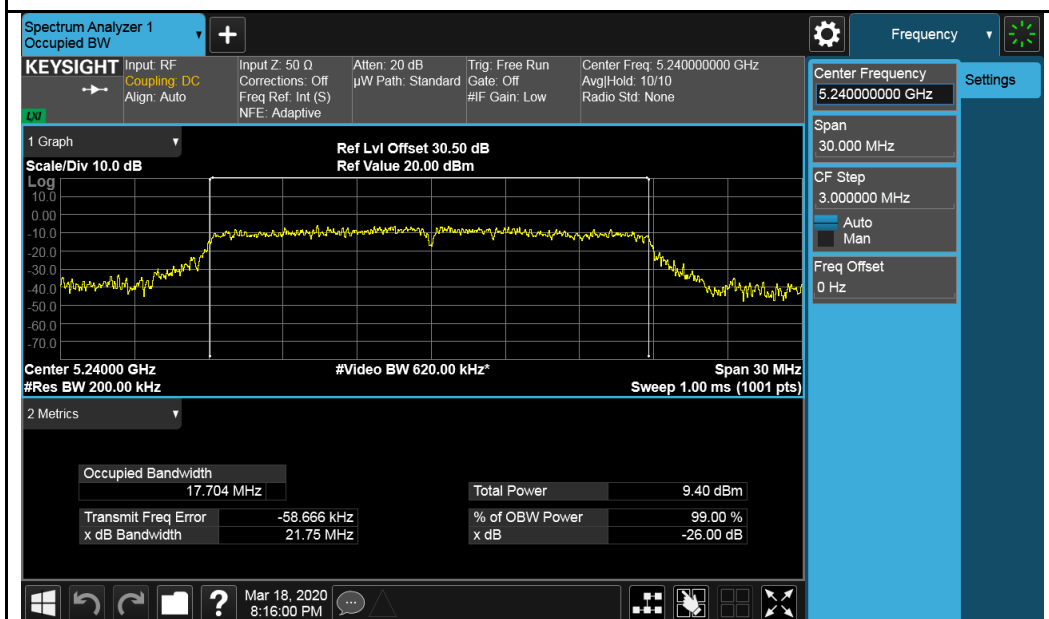 Spectrum Analyzer 1
Occupied BW
+
Frequency
KEYSIGHT
LXI
Input: RF
Coupling: DC
Align: Auto
Input Z: 50 Ω
Corrections: Off
Freq Ref: Int (S)
NFE: Adaptive
Atten: 20 dB
µW Path: Standard
Trig: Free Run
Gate: Off
#IF Gain: Low
Center Freq: 5.240000000 GHz
Avg|Hold: 10/10
Radio Std: None
Center Frequency
5.240000000 GHz
Settings
Span
30.000 MHz
CF Step
3.000000 MHz
Auto
Man
Freq Offset
0 Hz
1 Graph
Scale/Div 10.0 dB
Ref Lvl Offset 30.50 dB
Ref Value 20.00 dBm
Log
10.0
0.00
-10.0
-20.0
-30.0
-40.0
-50.0
-60.0
-70.0
Center 5.24000 GHz
#Video BW 620.00 kHz*
Span 30 MHz
#Res BW 200.00 kHz
Sweep 1.00 ms (1001 pts)
2 Metrics
Occupied Bandwidth
17.704 MHz
Total Power 9.40 dBm
Transmit Freq Error -58.666 kHz
% of OBW Power 99.00 %
x dB Bandwidth 21.75 MHz
x dB -26.00 dB
?
Mar 18, 2020
8:16:00 PM